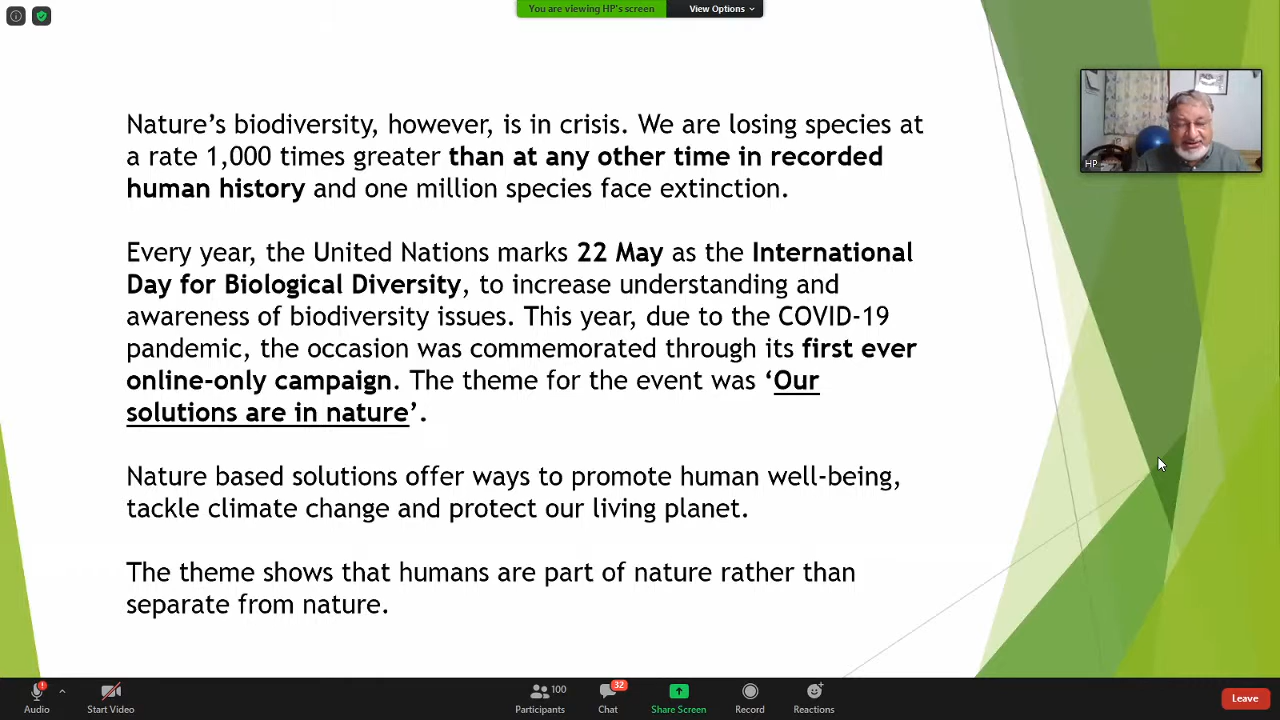 You are viewing HP's screen
View Options
Nature's biodiversity, however, is in crisis. We are losing species at
a rate 1,000 times greater than at any other time in recorded
human history and one million species face extinction.
Every year, the United Nations marks 22 May as the International
Day for Biological Diversity, to increase understanding and
awareness of biodiversity issues. This year, due to the COVID-19
pandemic, the occasion was commemorated through its first ever
online-only campaign. The theme for the event was ‘Our
solutions are in nature’.
Nature based solutions offer ways to promote human well-being,
tackle climate change and protect our living planet.
The theme shows that humans are part of nature rather than
separate from nature.
HP
Audio
Start Video
Participants
100
Chat
32
Share Screen
Record
Reactions
Leave